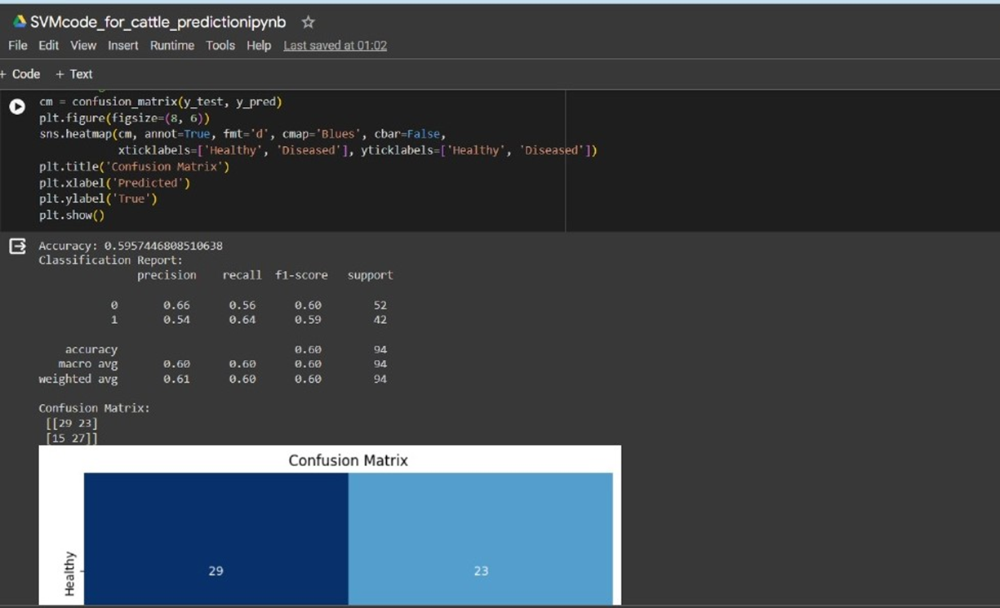 SVMcode_for_cattle_predictionipynb
File Edit View Insert Runtime Tools Help Last saved at 01:02
+ Code + Text
cm = confusion_matrix(y_test, y_pred)
plt.figure(figsize=(8, 6))
sns.heatmap(cm, annot=True, fmt='d', cmap='Blues', cbar=False,
xticklabels=['Healthy', 'Diseased'], yticklabels=['Healthy', 'Diseased'])
plt.title('Confusion Matrix')
plt.xlabel('Predicted')
plt.ylabel('True')
plt.show()
Accuracy: 0.5957446808510638
Classification Report:
precision recall f1-score support
0 0.66 0.56 0.60 52
1 0.54 0.64 0.59 42
accuracy 0.60 94
macro avg 0.60 0.60 0.60 94
weighted avg 0.61 0.60 0.60 94
Confusion Matrix:
[[29 23]
[15 27]]
Confusion Matrix
Healthy
29 23